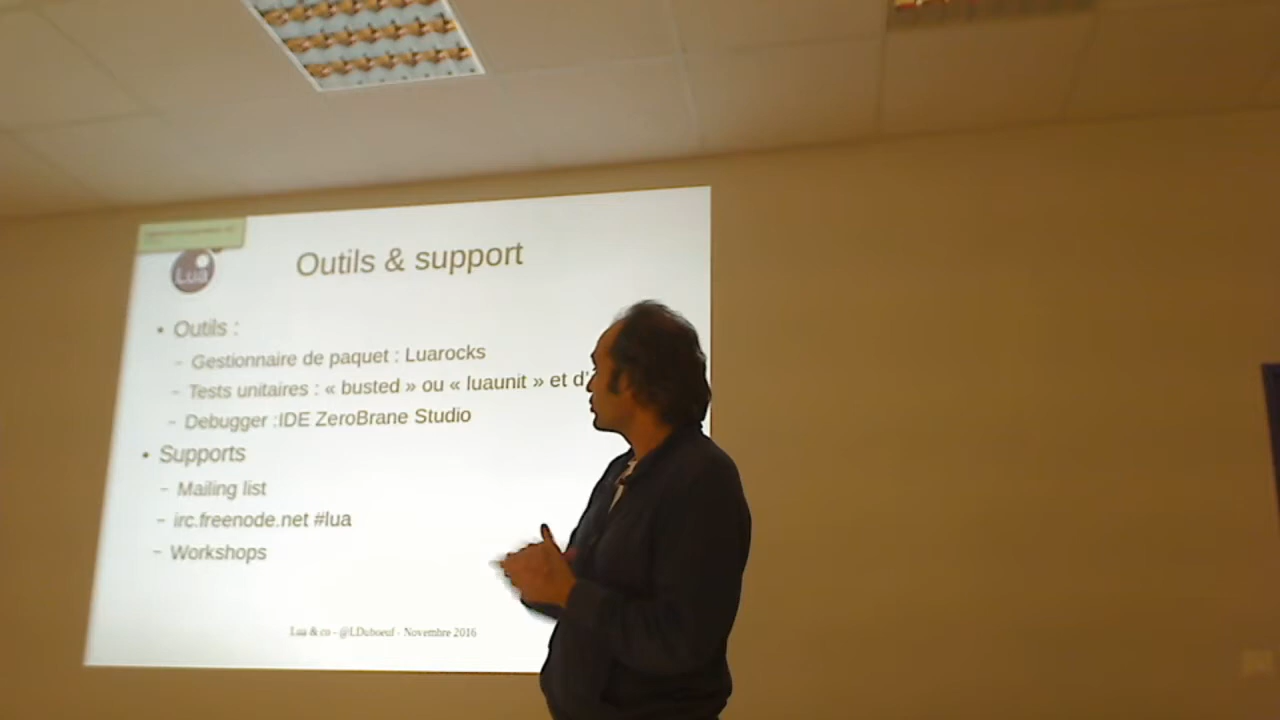 Lua
Outils & support
• Outils :
– Gestionnaire de paquet : Luarocks
– Tests unitaires : « busted » ou « luaunit » et d'
– Debugger :IDE ZeroBrane Studio
• Supports
– Mailing list
– irc.freenode.net #lua
– Workshops
Lua & co - @LDuboeuf - Novembre 2016